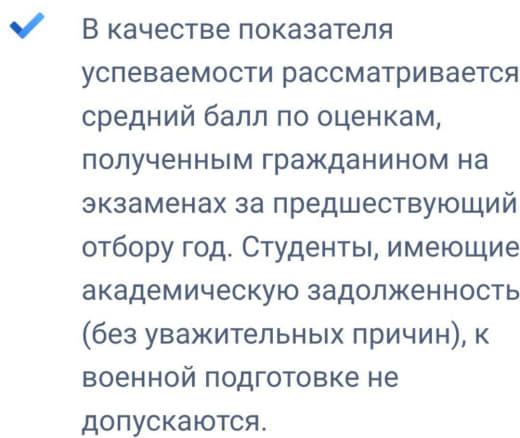 В качестве показателя
успеваемости рассматривается
средний балл по оценкам,
полученным гражданином на
экзаменах за предшествующий
отбору год. Студенты, имеющие
академическую задолженность
(без уважительных причин), к
военной подготовке не
допускаются.